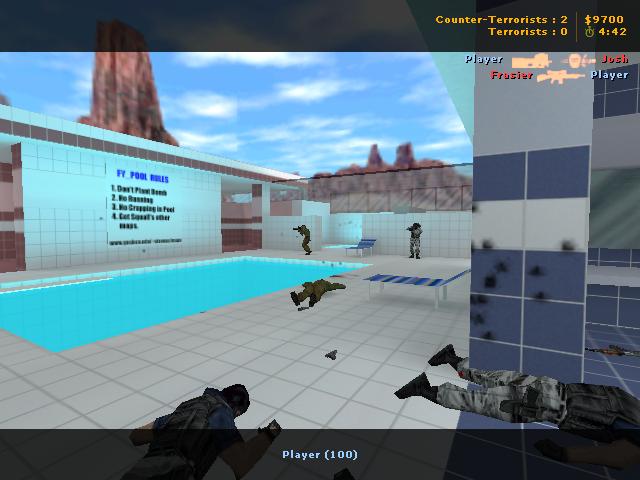 Counter-Terrorists : 2
$9700
Terrorists : 0
4:42
Player
Josh
Frasier
Player
FY_POOL RULES
1. Don't Plant Bomb
2. No Running
3. No Crapping in Pool
4. Get Squall's other
maps.
Player (100)